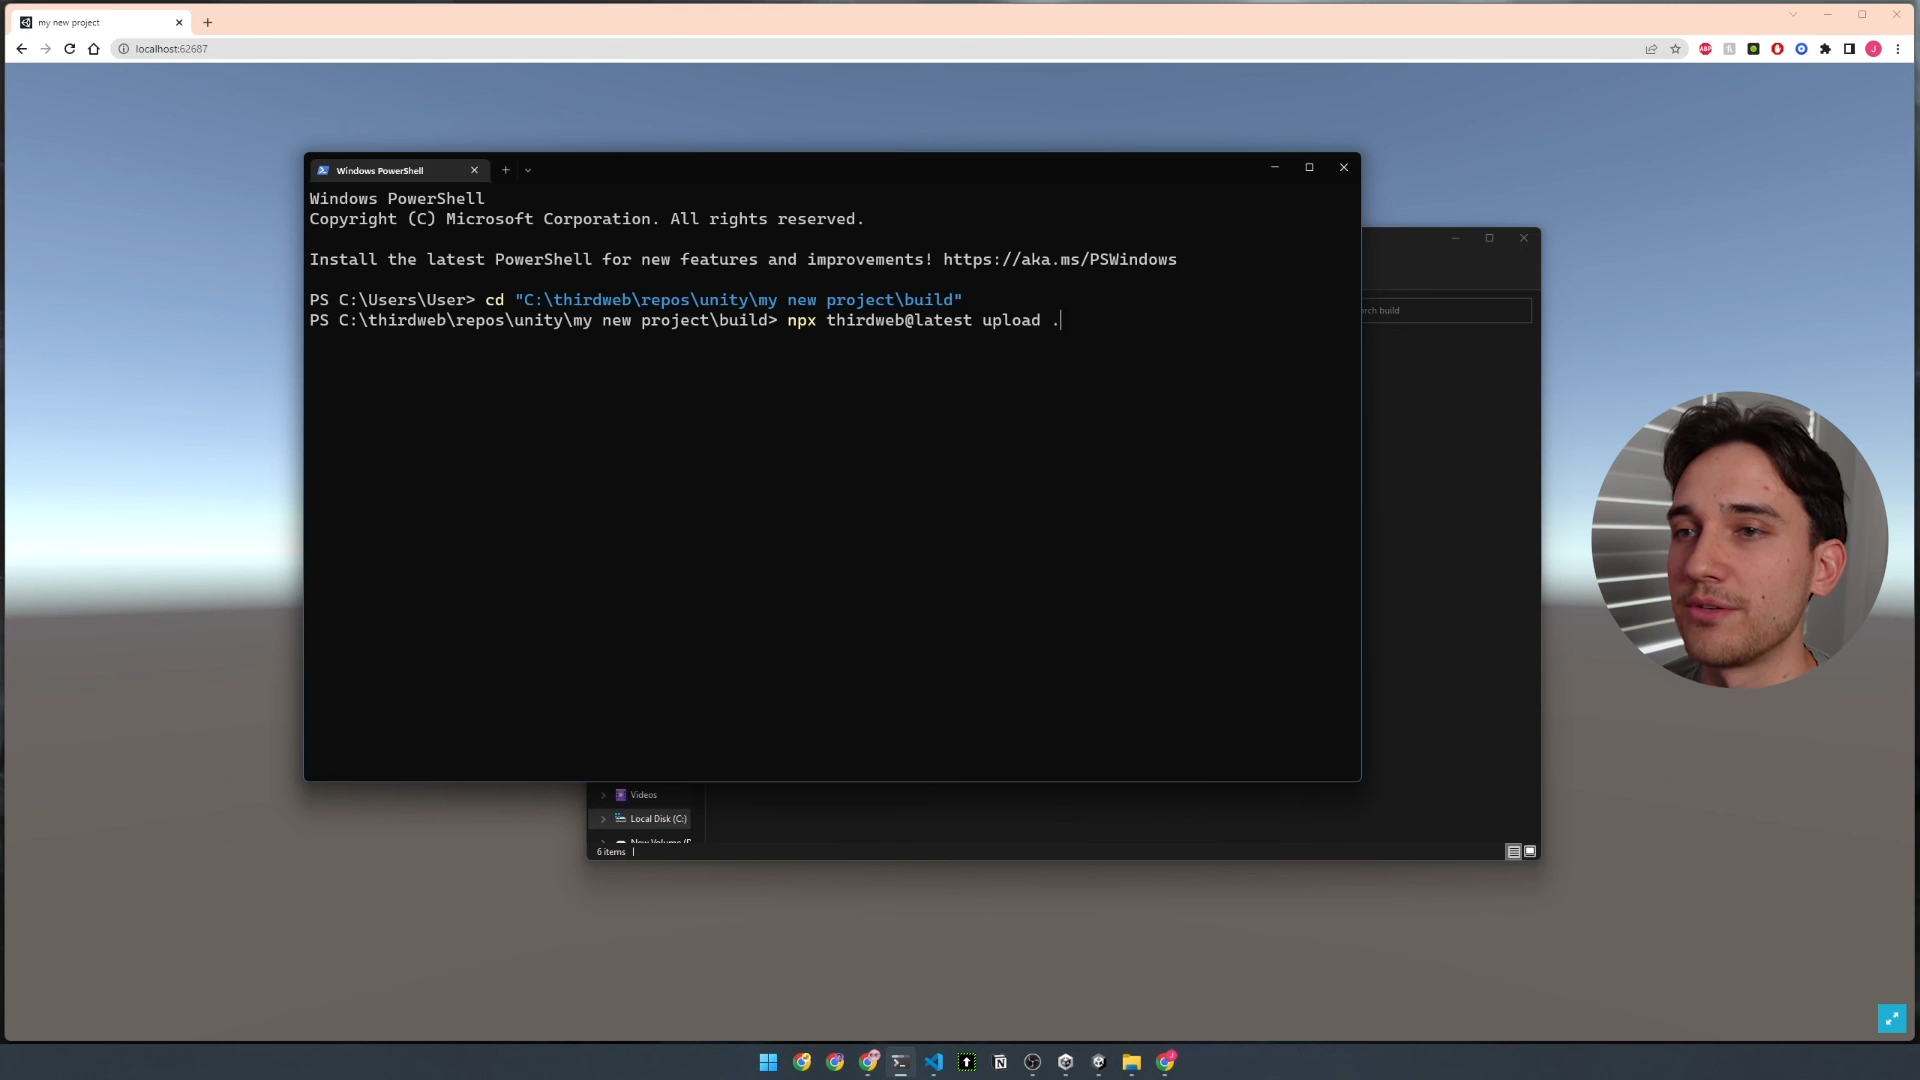 my new project
localhost:62687
Windows PowerShell
Windows PowerShell
Copyright (C) Microsoft Corporation. All rights reserved.
Install the latest PowerShell for new features and improvements! https://aka.ms/PSWindows
PS C:\Users\User> cd "C:\thirdweb\repos\unity\my new project\build"
PS C:\thirdweb\repos\unity\my new project\build> npx thirdweb@latest upload .
build
Videos
Local Disk (C:)
6 items
ABP
J